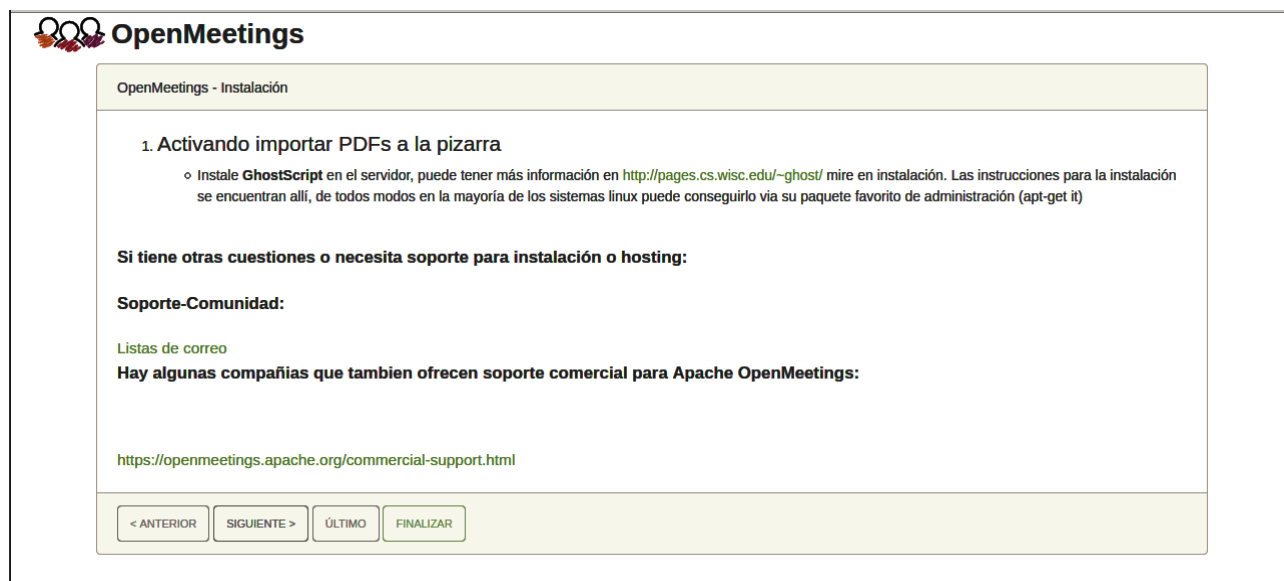 OpenMeetings
OpenMeetings - Instalación
1. Activando importar PDFs a la pizarra
Instale GhostScript en el servidor, puede tener más información en http://pages.cs.wisc.edu/~ghost/ mire en instalación. Las instrucciones para la instalación
se encuentran allí, de todos modos en la mayoría de los sistemas linux puede conseguirlo via su paquete favorito de administración (apt-get it)
Si tiene otras cuestiones o necesita soporte para instalación o hosting:
Soporte-Comunidad:
Listas de correo
Hay algunas compañias que tambien ofrecen soporte comercial para Apache OpenMeetings:
https://openmeetings.apache.org/commercial-support.html
< ANTERIOR SIGUIENTE > ÚLTIMO FINALIZAR